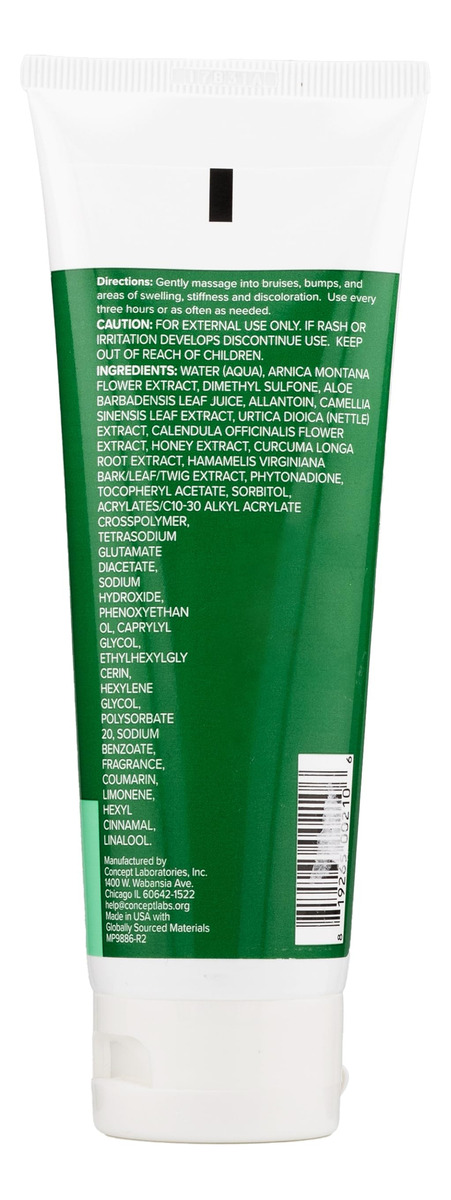 Directions: Gently massage into bruises, bumps, and
areas of swelling, stiffness and discoloration. Use every
three hours or as often as needed.
CAUTION: FOR EXTERNAL USE ONLY. IF RASH OR
IRRITATION DEVELOPS DISCONTINUE USE. KEEP
OUT OF REACH OF CHILDREN.
INGREDIENTS: WATER (AQUA), ARNICA MONTANA
FLOWER EXTRACT, DIMETHYL SULFONE, ALOE
BARBADENSIS LEAF JUICE, ALLANTOIN, CAMELLIA
SINENSIS LEAF EXTRACT, URTICA DIOICA (NETTLE)
EXTRACT, CALENDULA OFFICINALIS FLOWER
EXTRACT, HONEY EXTRACT, CURCUMA LONGA
ROOT EXTRACT, HAMAMELIS VIRGINIANA
BARK/LEAF/TWIG EXTRACT, PHYTONADIONE,
TOCOPHERYL ACETATE, SORBITOL,
ACRYLATES/C10-30 ALKYL ACRYLATE
CROSSPOLYMER,
TETRASODIUM
GLUTAMATE
DIACETATE,
SODIUM
HYDROXIDE,
PHENOXYETHAN
OL, CAPRYLYL
GLYCOL,
ETHYLHEXYLGLY
CERIN,
HEXYLENE
GLYCOL,
POLYSORBATE
20, SODIUM
BENZOATE,
FRAGRANCE,
COUMARIN,
LIMONENE,
HEXYL
CINNAMAL,
LINALOOL.
Manufactured by
Concept Laboratories, Inc.
1400 W. Wabansia Ave.
Chicago IL 60642-1522
help@conceptlabs.org
Made in USA with
Globally Sourced Materials
MP9886-R2